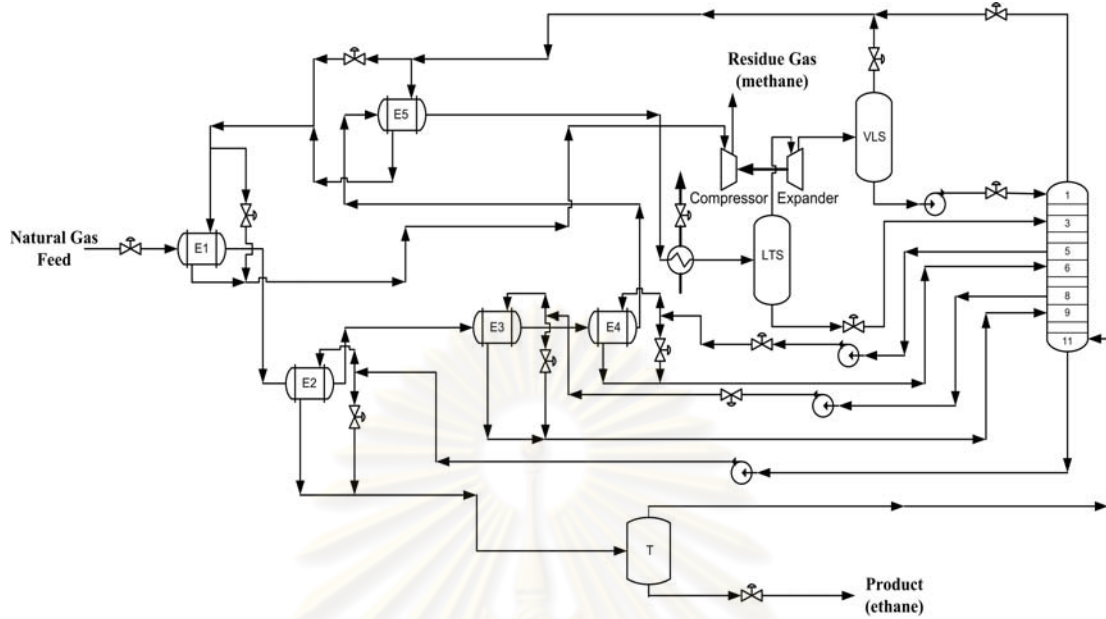 Residue Gas
(methane)
E5
VLS
Compressor
Expander
1
Natural Gas
Feed
E1
LTS
3
5
6
8
9
11
E3
E4
E2
T
Product
(ethane)